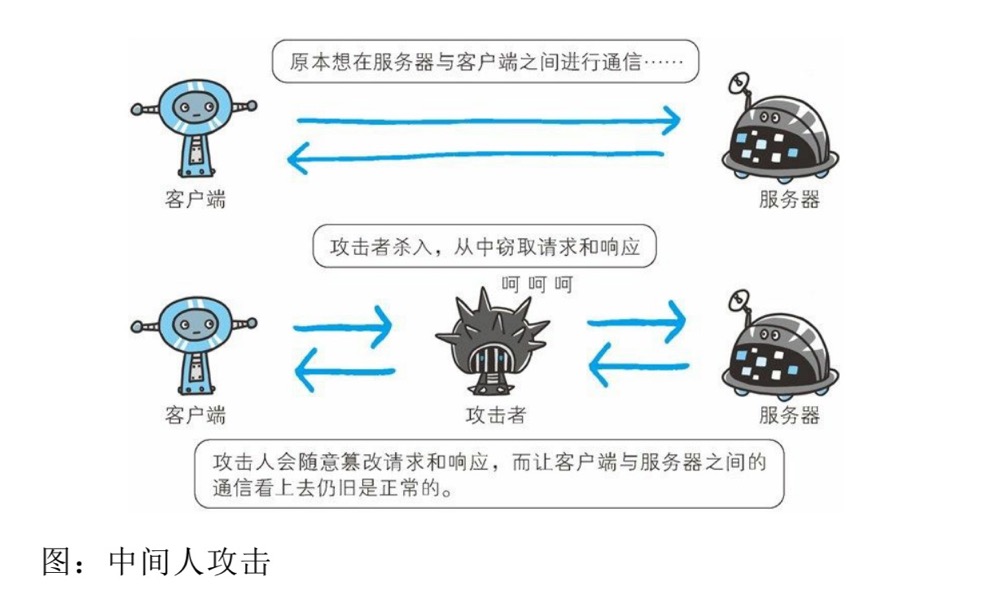 原本想在服务器与客户端之间进行通信……
客户端
服务器
攻击者杀入，从中窃取请求和响应
呵呵呵
客户端
攻击者
服务器
攻击人会随意篡改请求和响应，而让客户端与服务器之间的
通信看上去仍旧是正常的。
图：中间人攻击